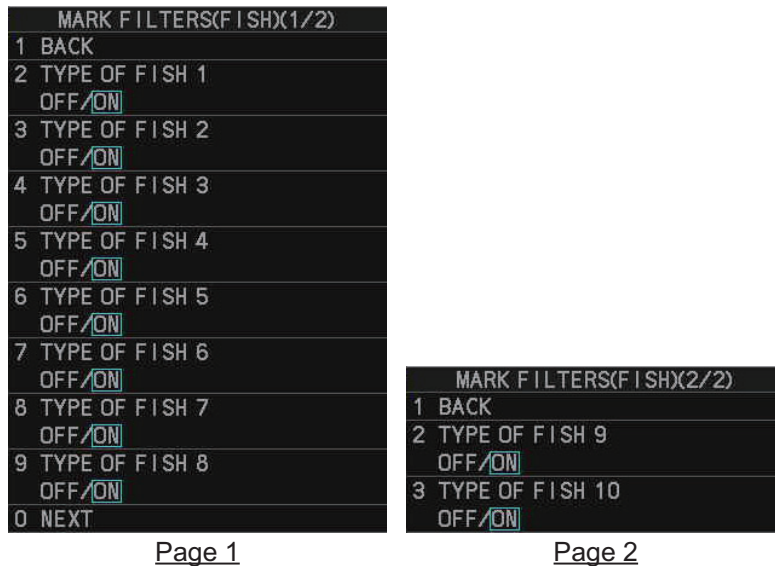 MARK FILTERS(FISH)(1/2)
1 BACK
2 TYPE OF FISH 1
OFF/ON
3 TYPE OF FISH 2
OFF/ON
4 TYPE OF FISH 3
OFF/ON
5 TYPE OF FISH 4
OFF/ON
6 TYPE OF FISH 5
OFF/ON
7 TYPE OF FISH 6
OFF/ON
8 TYPE OF FISH 7
OFF/ON
9 TYPE OF FISH 8
OFF/ON
0 NEXT
Page 1
MARK FILTERS(FISH)(2/2)
1 BACK
2 TYPE OF FISH 9
OFF/ON
3 TYPE OF FISH 10
OFF/ON
Page 2